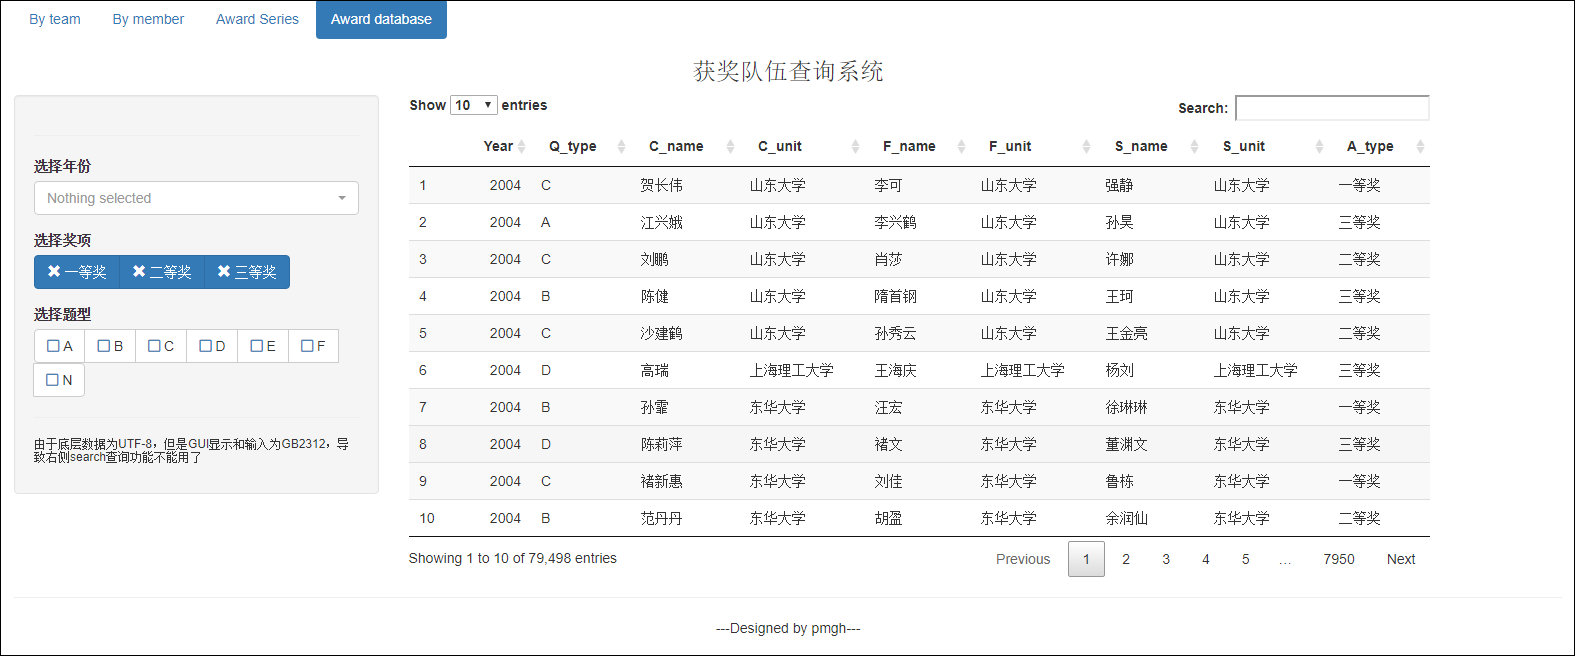 By team By member Award Series Award database
获奖队伍查询系统
选择年份
Nothing selected
选择奖项
一等奖 二等奖 三等奖
选择题型
A B C D E F
N
由于底层数据为UTF-8，但是GUI显示和输入为GB2312，导
致右侧search查询功能不能用了
Show 10 entries Search:
Year Q_type C_name C_unit F_name F_unit S_name S_unit A_type
1 2004 C 贺长伟 山东大学 李可 山东大学 强静 山东大学 一等奖
2 2004 A 江兴娥 山东大学 李兴鹤 山东大学 孙昊 山东大学 三等奖
3 2004 C 刘鹏 山东大学 肖莎 山东大学 许娜 山东大学 二等奖
4 2004 B 陈健 山东大学 隋首钢 山东大学 王珂 山东大学 三等奖
5 2004 C 沙建鹤 山东大学 孙秀云 山东大学 王金亮 山东大学 二等奖
6 2004 D 高瑞 上海理工大学 王海庆 上海理工大学 杨刘 上海理工大学 三等奖
7 2004 B 孙霏 东华大学 汪宏 东华大学 徐琳琳 东华大学 一等奖
8 2004 D 陈莉萍 东华大学 褚文 东华大学 董渊文 东华大学 三等奖
9 2004 C 褚新惠 东华大学 刘佳 东华大学 鲁栋 东华大学 一等奖
10 2004 B 范丹丹 东华大学 胡盈 东华大学 余润仙 东华大学 二等奖
Showing 1 to 10 of 79,498 entries Previous 1 2 3 4 5 … 7950 Next
---Designed by pmgh---